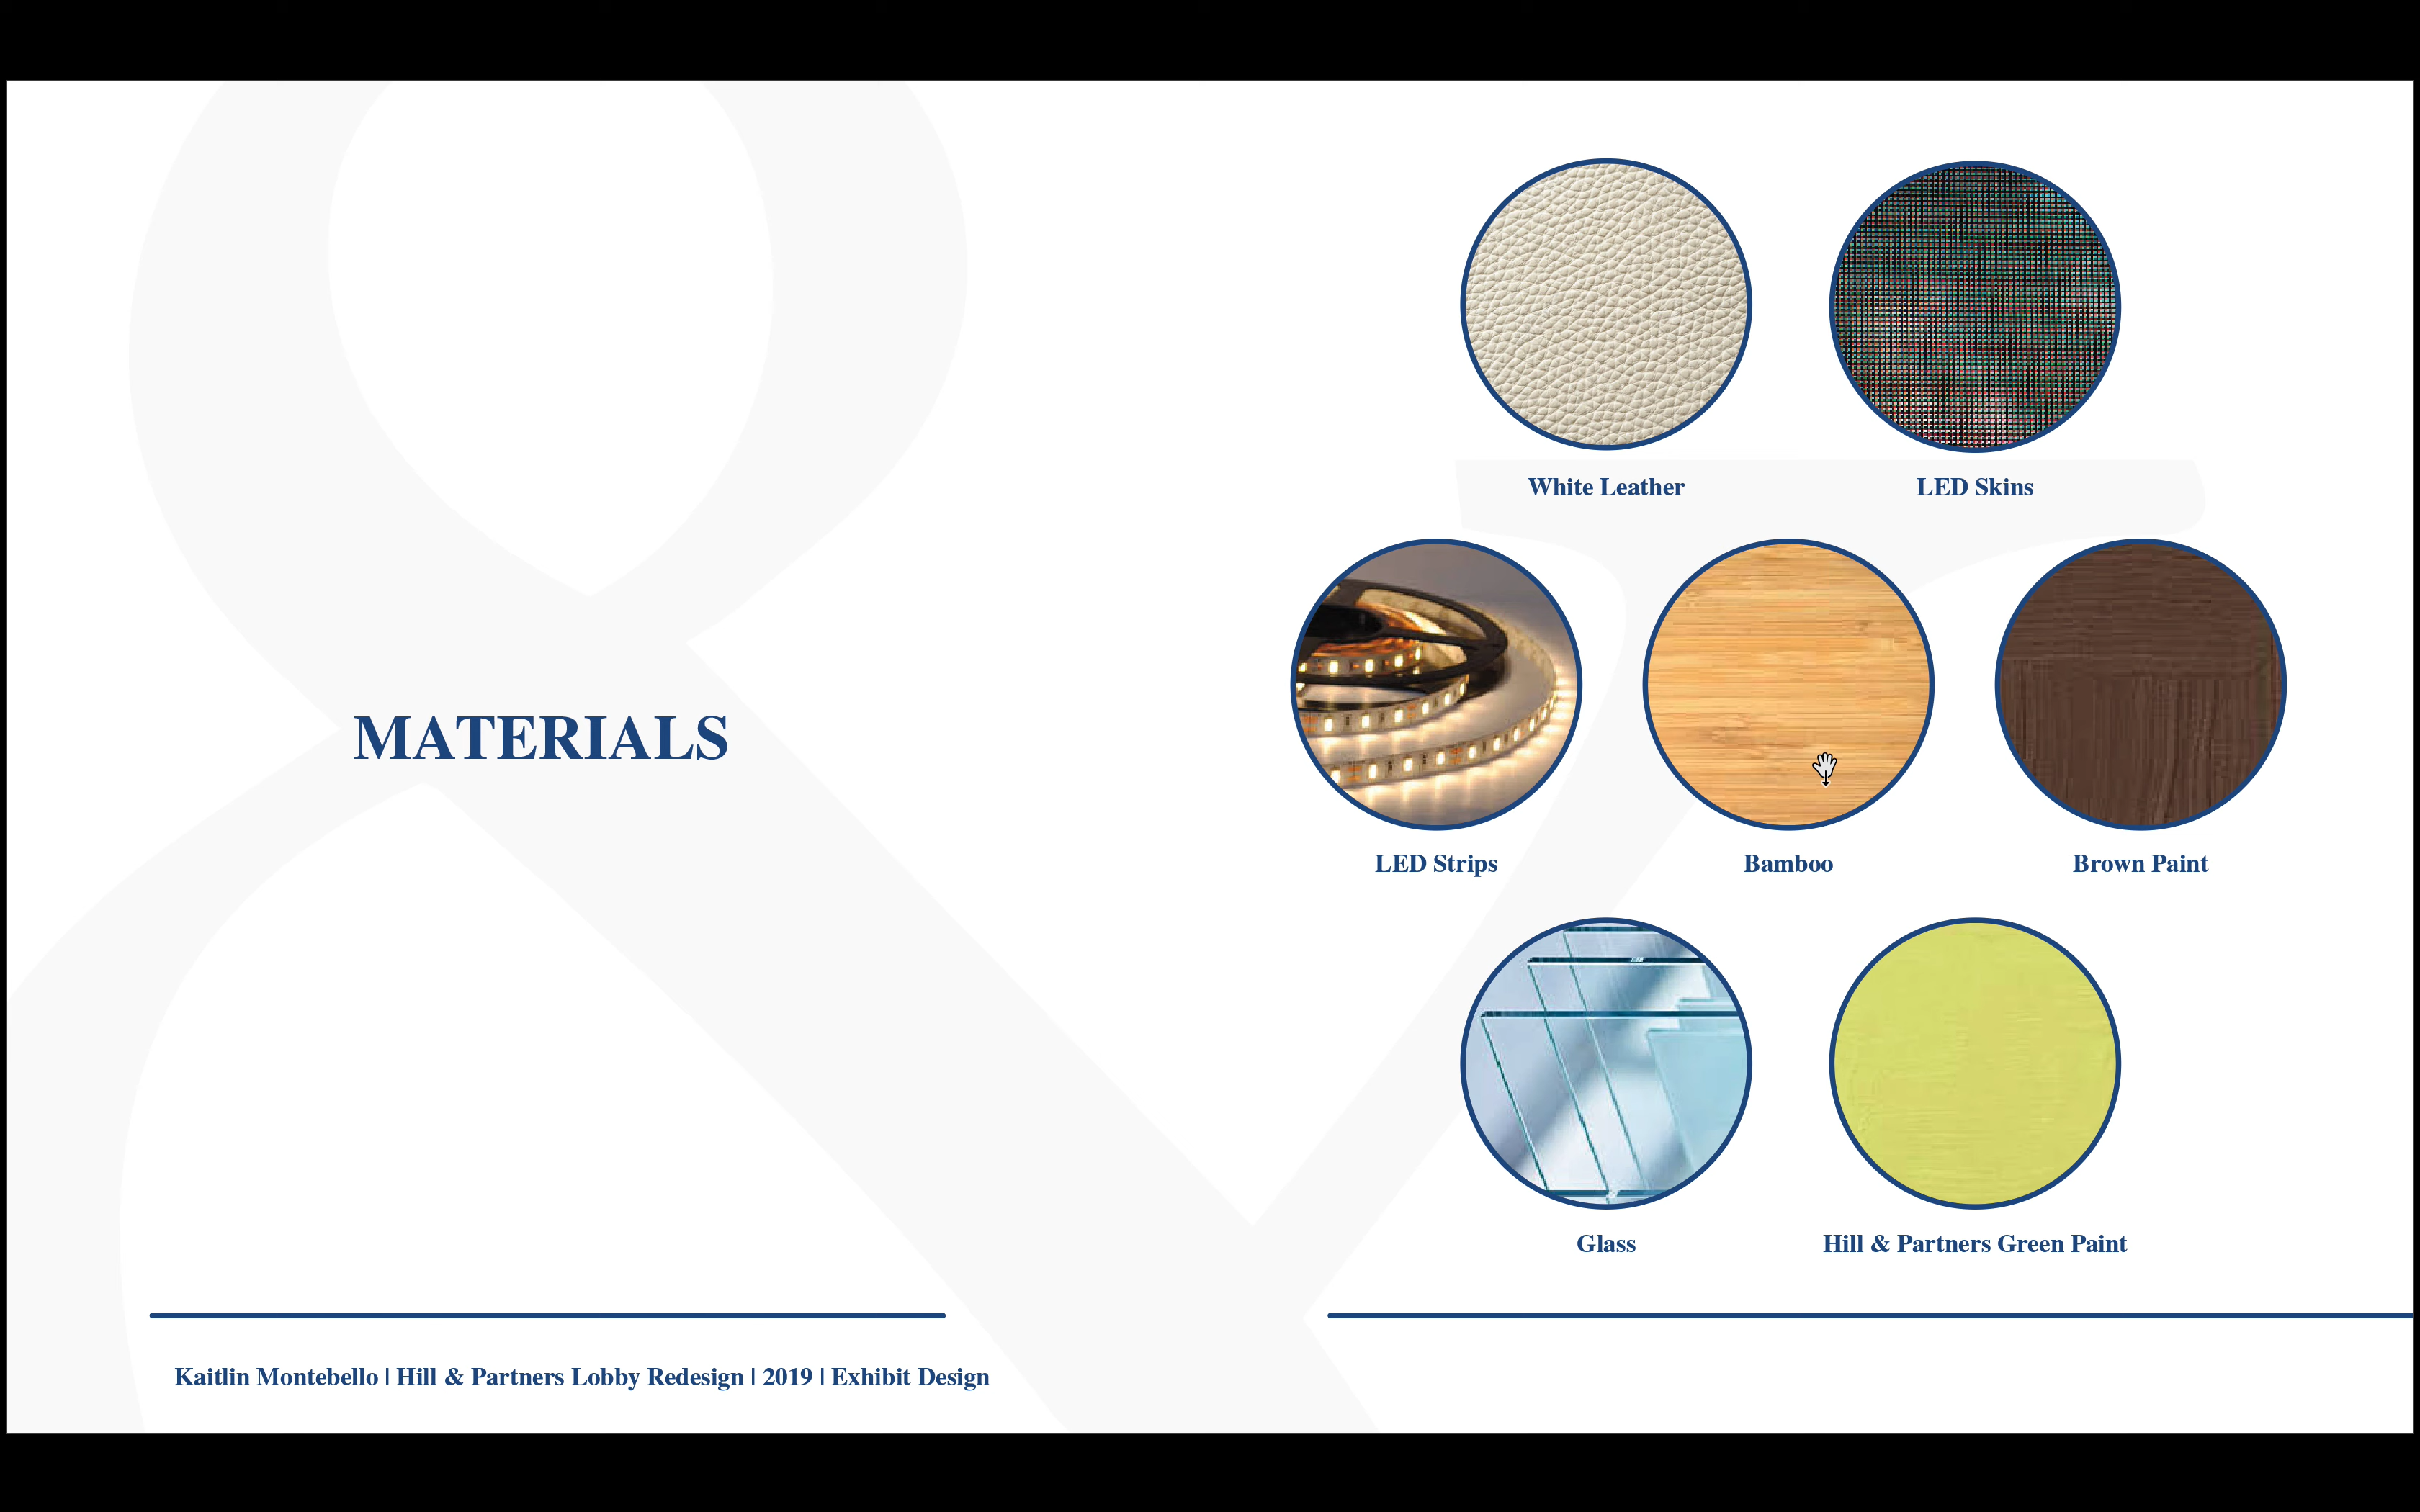 MATERIALS
White Leather
LED Skins
LED Strips
Bamboo
Brown Paint
Glass
Hill & Partners Green Paint
Kaitlin Montebello | Hill & Partners Lobby Redesign | 2019 | Exhibit Design